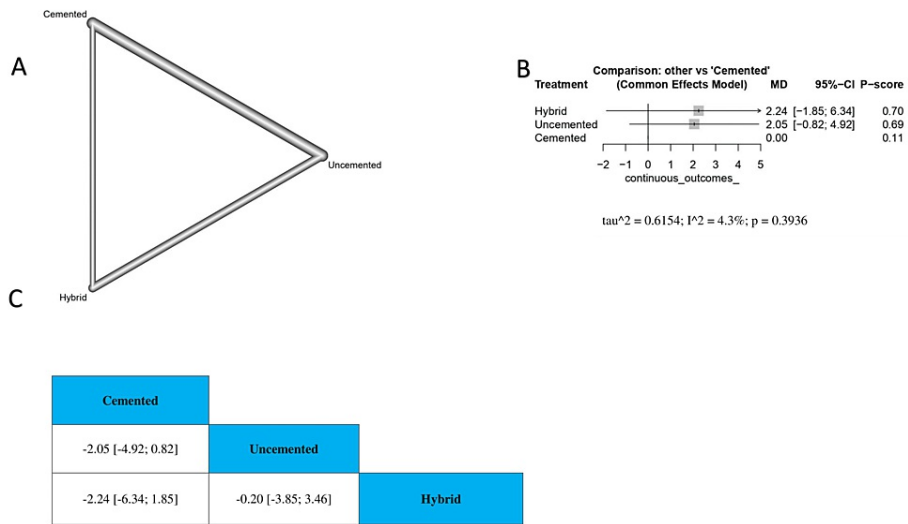 A
Cemented
Uncemented
Hybrid
B
Comparison: other vs 'Cemented'
Treatment (Common Effects Model) MD 95%−CI P−score
Hybrid 2.24 [−1.85; 6.34] 0.70
Uncemented 2.05 [−0.82; 4.92] 0.69
Cemented 0.00 0.11
−2 −1 0 1 2 3 4 5
continuous_outcomes_
tau^2 = 0.6154; I^2 = 4.3%; p = 0.3936
C
Cemented
-2.05 [-4.92; 0.82] Uncemented
-2.24 [-6.34; 1.85] -0.20 [-3.85; 3.46] Hybrid